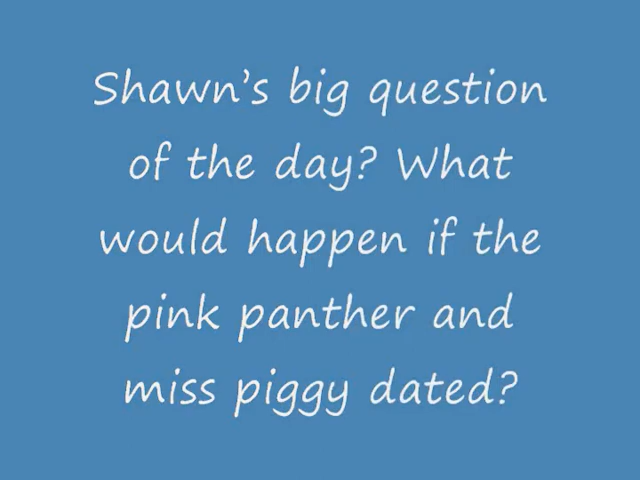 Shawn’s big question
of the day? What
would happen if the
pink panther and
miss piggy dated?